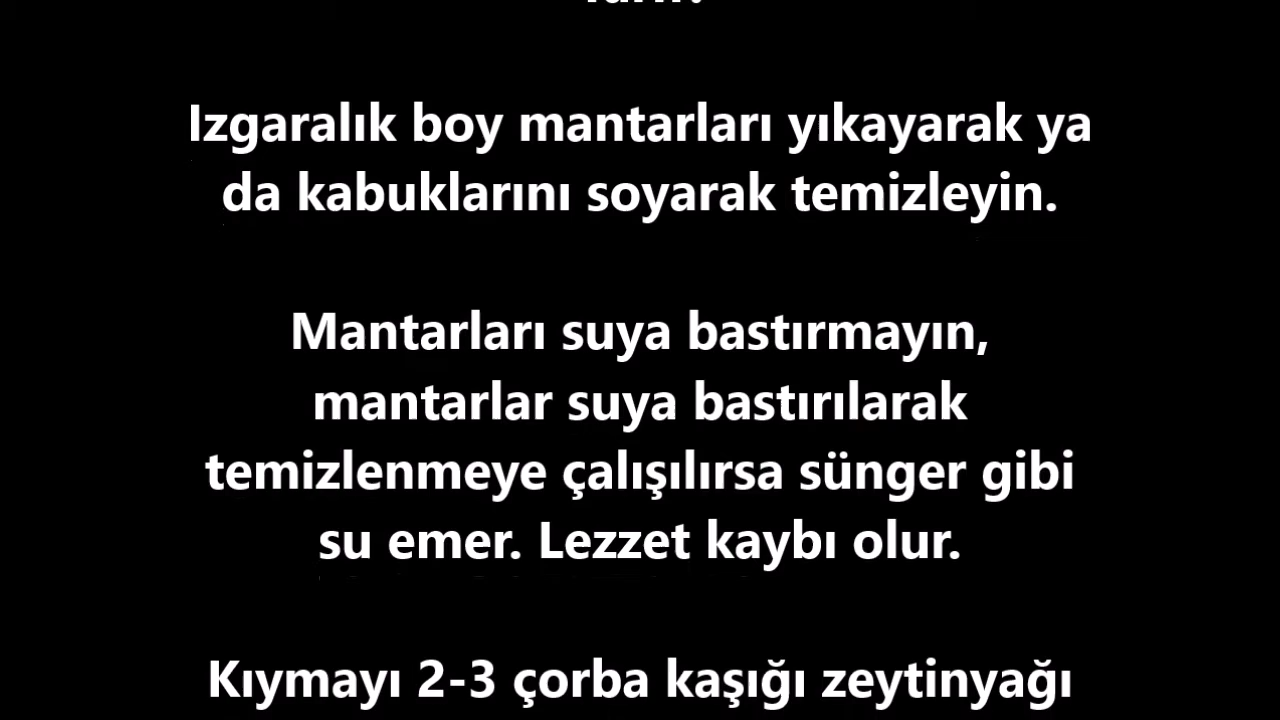 Izgaralık boy mantarları yıkayarak ya
da kabuklarını soyarak temizleyin.
Mantarları suya bastırmayın,
mantarlar suya bastırılarak
temizlenmeye çalışılırsa sünger gibi
su emer. Lezzet kaybı olur.
Kıymayı 2-3 çorba kaşığı zeytinyağı